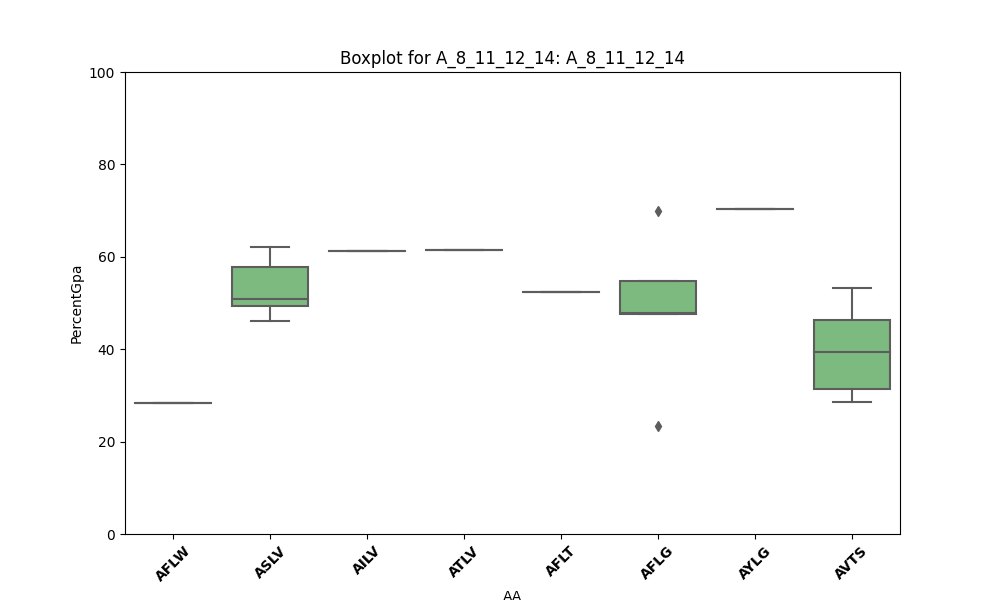 Boxplot for A_8_11_12_14: A_8_11_12_14
100
80
60
40
20
0
PercentGpa
AFLW
ASLV
AILV
ATLV
AFLT
AFLG
AYLG
AVTS
AA